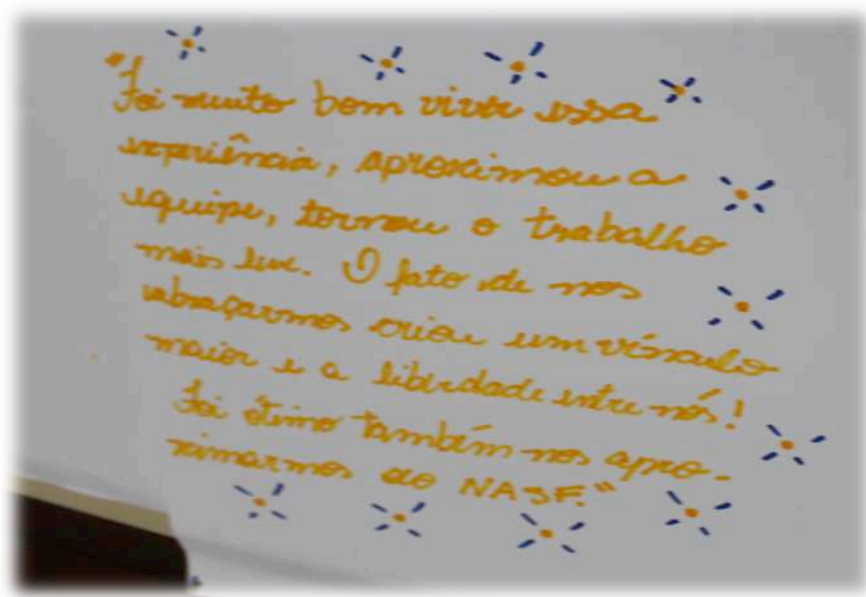 "Foi muito bom viver essa
experiência, aproximou a
equipe, tornou o trabalho
mais leve. O fato de nos
abraçarmos criou um vínculo
maior e a liberdade entre nós!
Foi ótimo também nos apro-
ximarmos ao NASF."